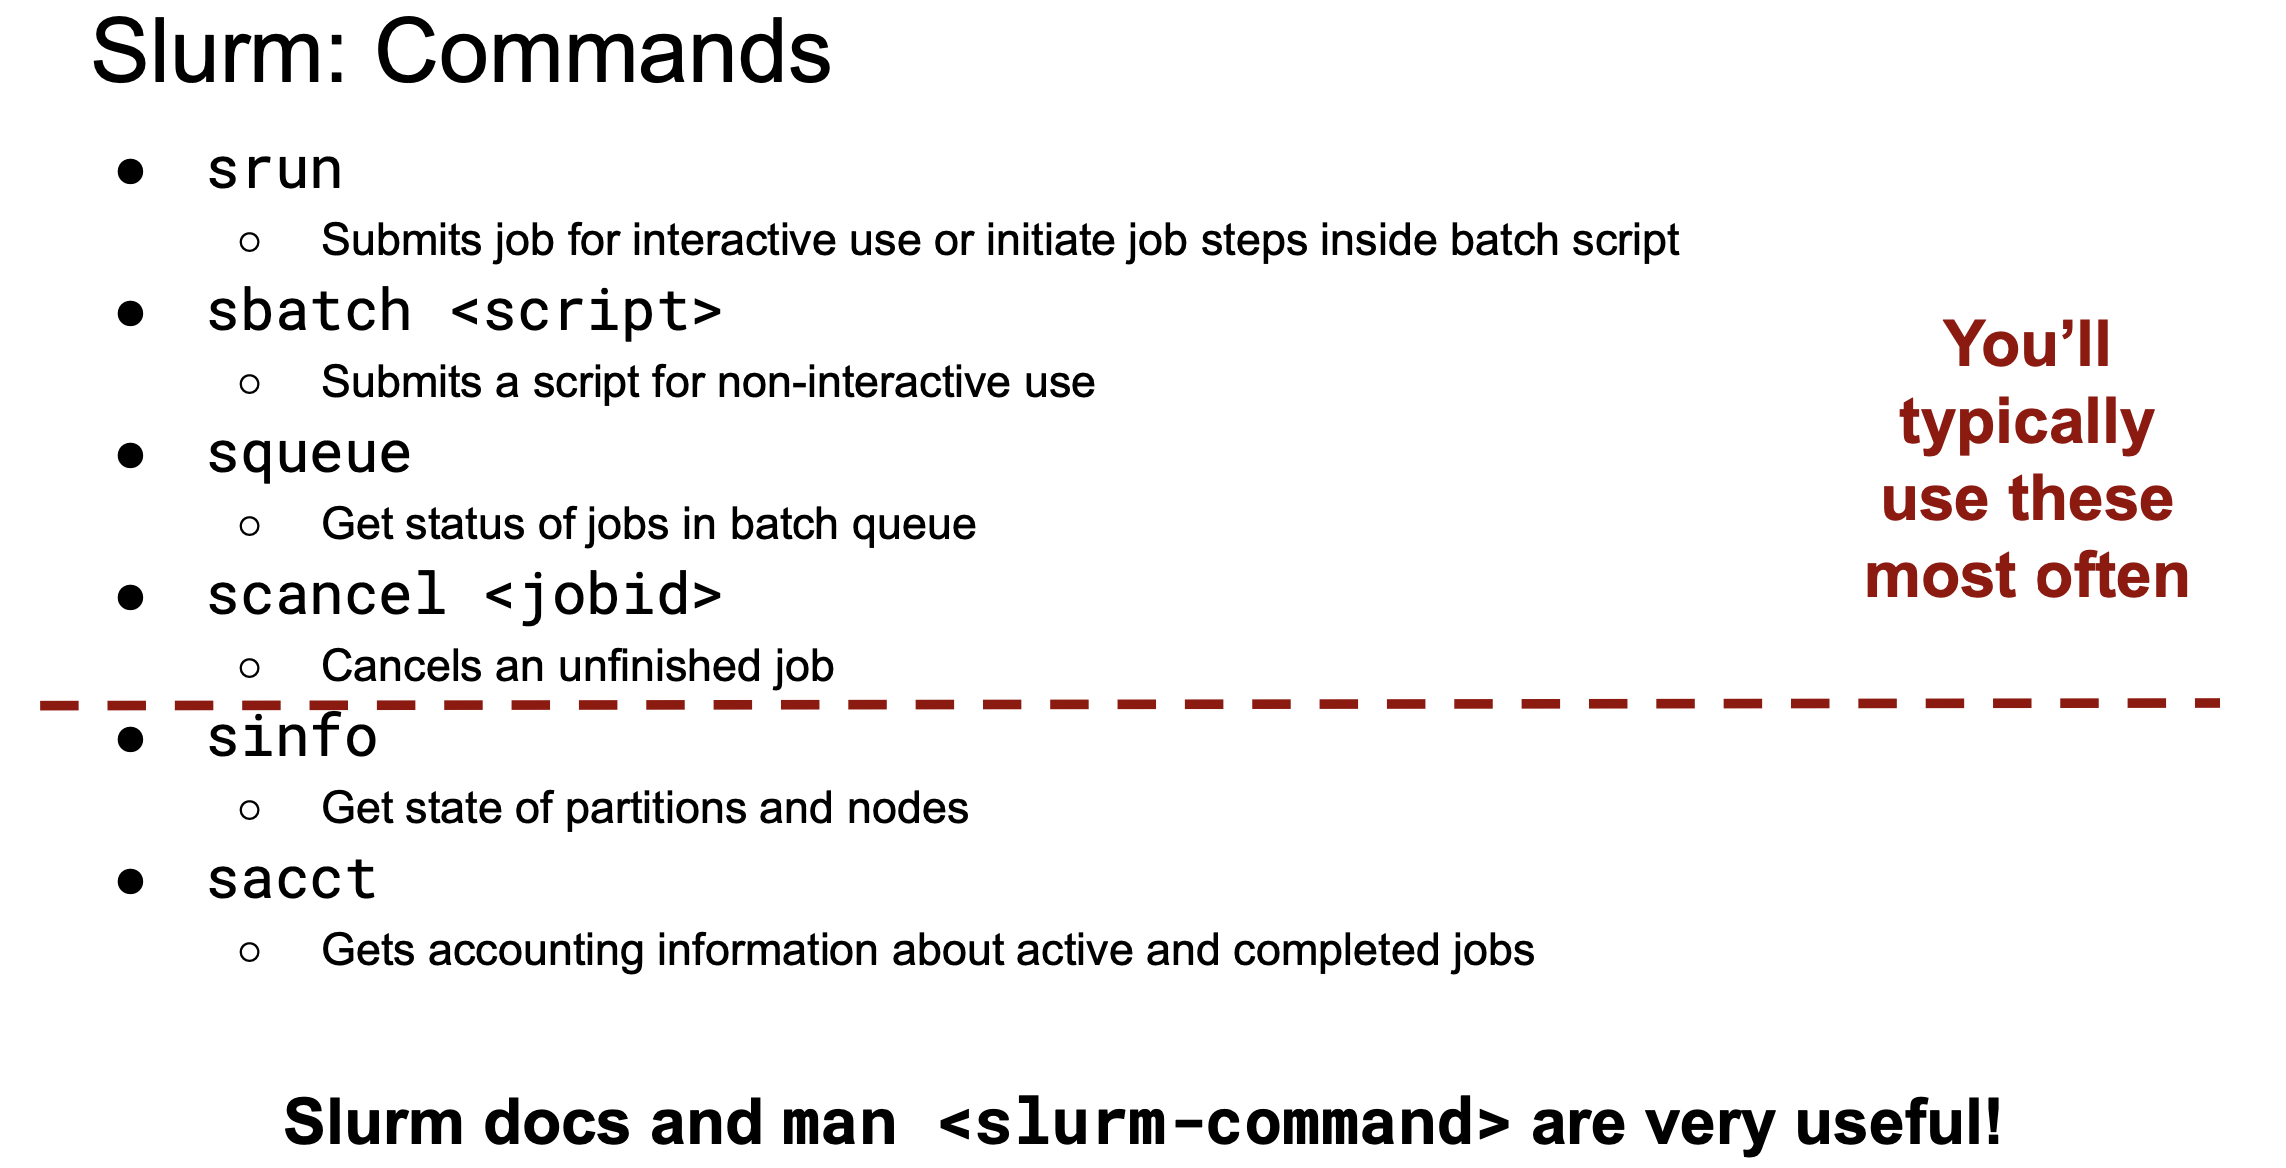 Slurm: Commands
● srun
○ Submits job for interactive use or initiate job steps inside batch script
● sbatch <script>
○ Submits a script for non-interactive use
● squeue
○ Get status of jobs in batch queue
● scancel <jobid>
○ Cancels an unfinished job
You’ll
typically
use these
most often
● sinfo
○ Get state of partitions and nodes
● sacct
○ Gets accounting information about active and completed jobs
Slurm docs and man <slurm-command> are very useful!